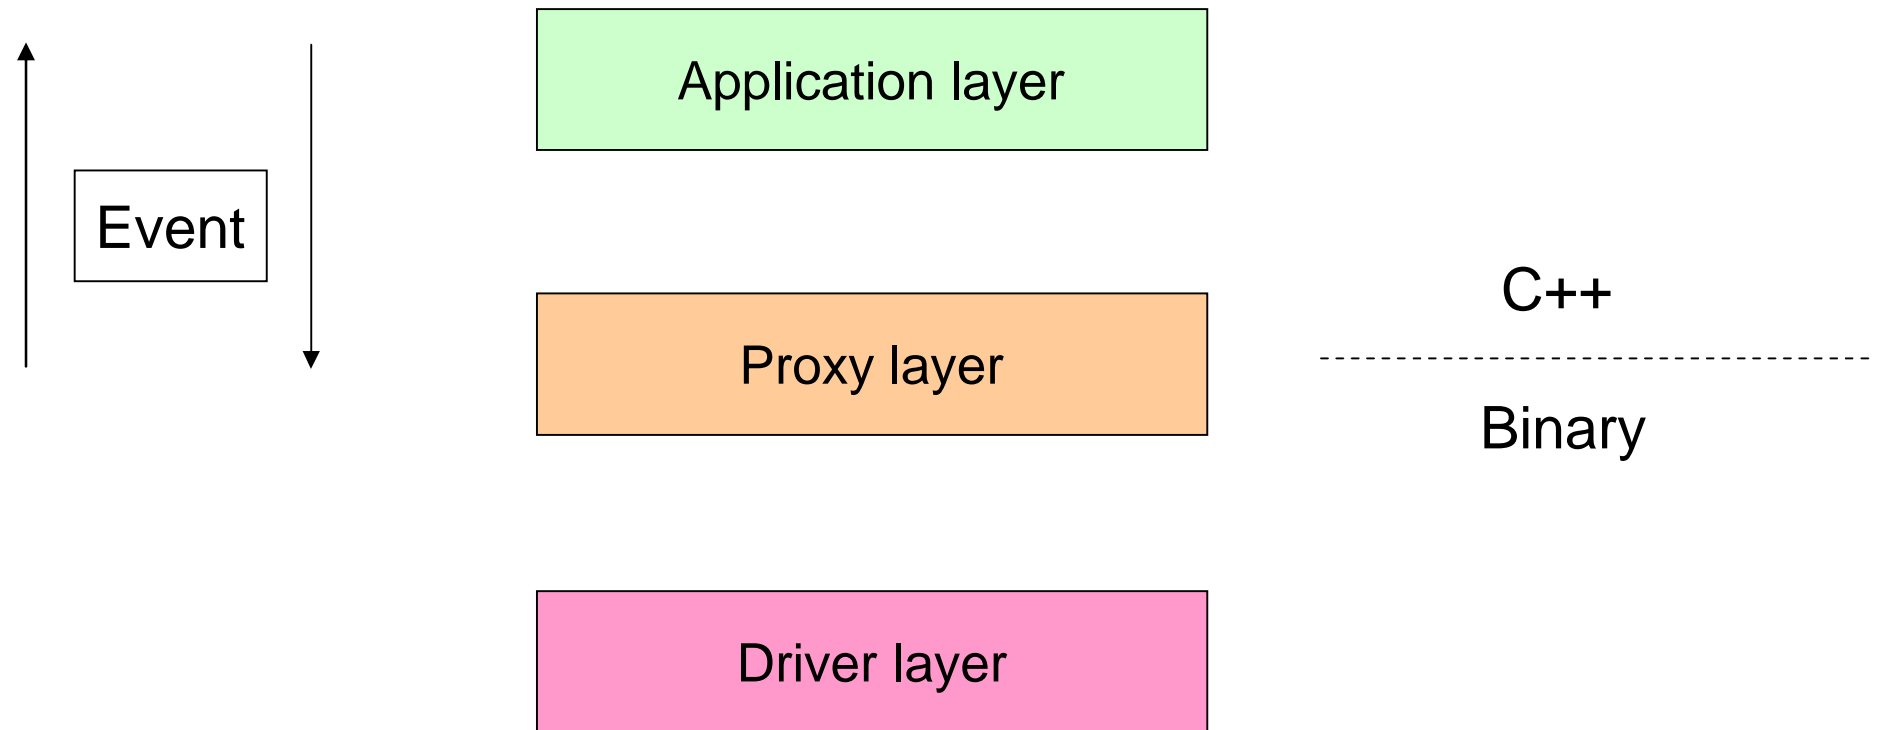 Application layer
Event
C++
Proxy layer
Binary
Driver layer